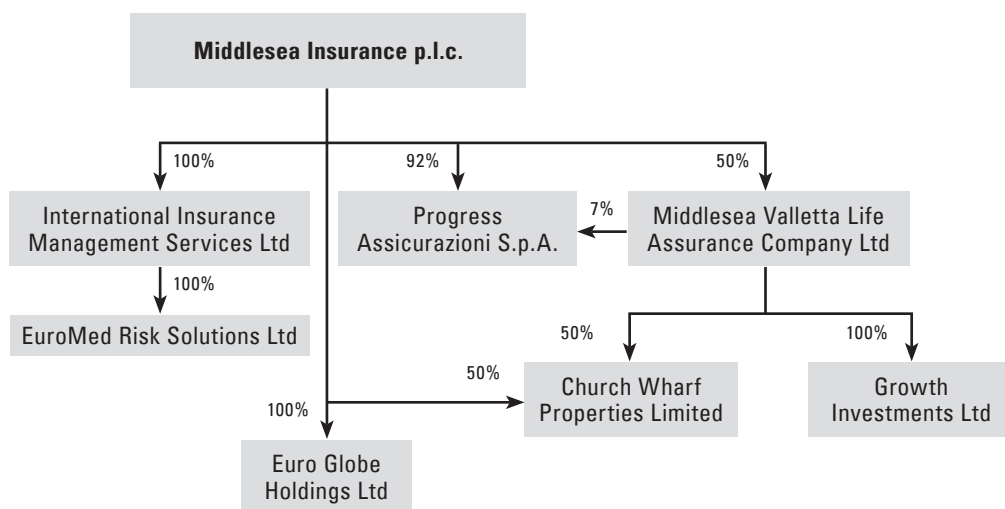 Middlesea Insurance p.l.c.
100%
92%
50%
International Insurance
Management Services Ltd
Progress
Assicurazioni S.p.A.
7%
Middlesea Valletta Life
Assurance Company Ltd
100%
EuroMed Risk Solutions Ltd
50%
100%
50%
Church Wharf
Properties Limited
Growth
Investments Ltd
100%
Euro Globe
Holdings Ltd